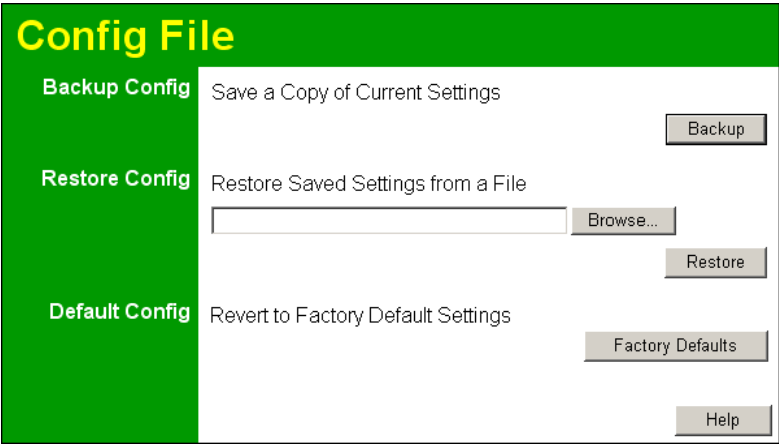 Config File
Backup Config
Save a Copy of Current Settings
Backup
Restore Config
Restore Saved Settings from a File
Browse...
Restore
Default Config
Revert to Factory Default Settings
Factory Defaults
Help